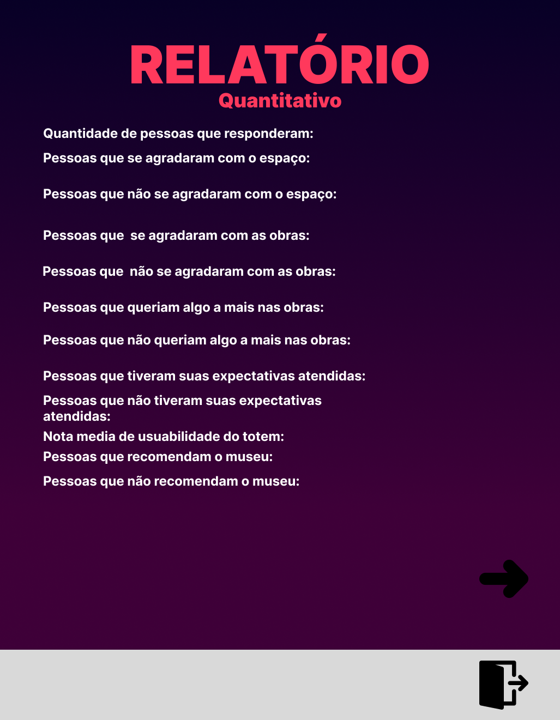 RELATÓRIO
Quantitativo
Quantidade de pessoas que responderam:
Pessoas que se agradaram com o espaço:
Pessoas que não se agradaram com o espaço:
Pessoas que  se agradaram com as obras:
Pessoas que  não se agradaram com as obras:
Pessoas que queriam algo a mais nas obras:
Pessoas que não queriam algo a mais nas obras:
Pessoas que tiveram suas expectativas atendidas:
Pessoas que não tiveram suas expectativas
atendidas:
Nota media de usuabilidade do totem:
Pessoas que recomendam o museu:
Pessoas que não recomendam o museu: